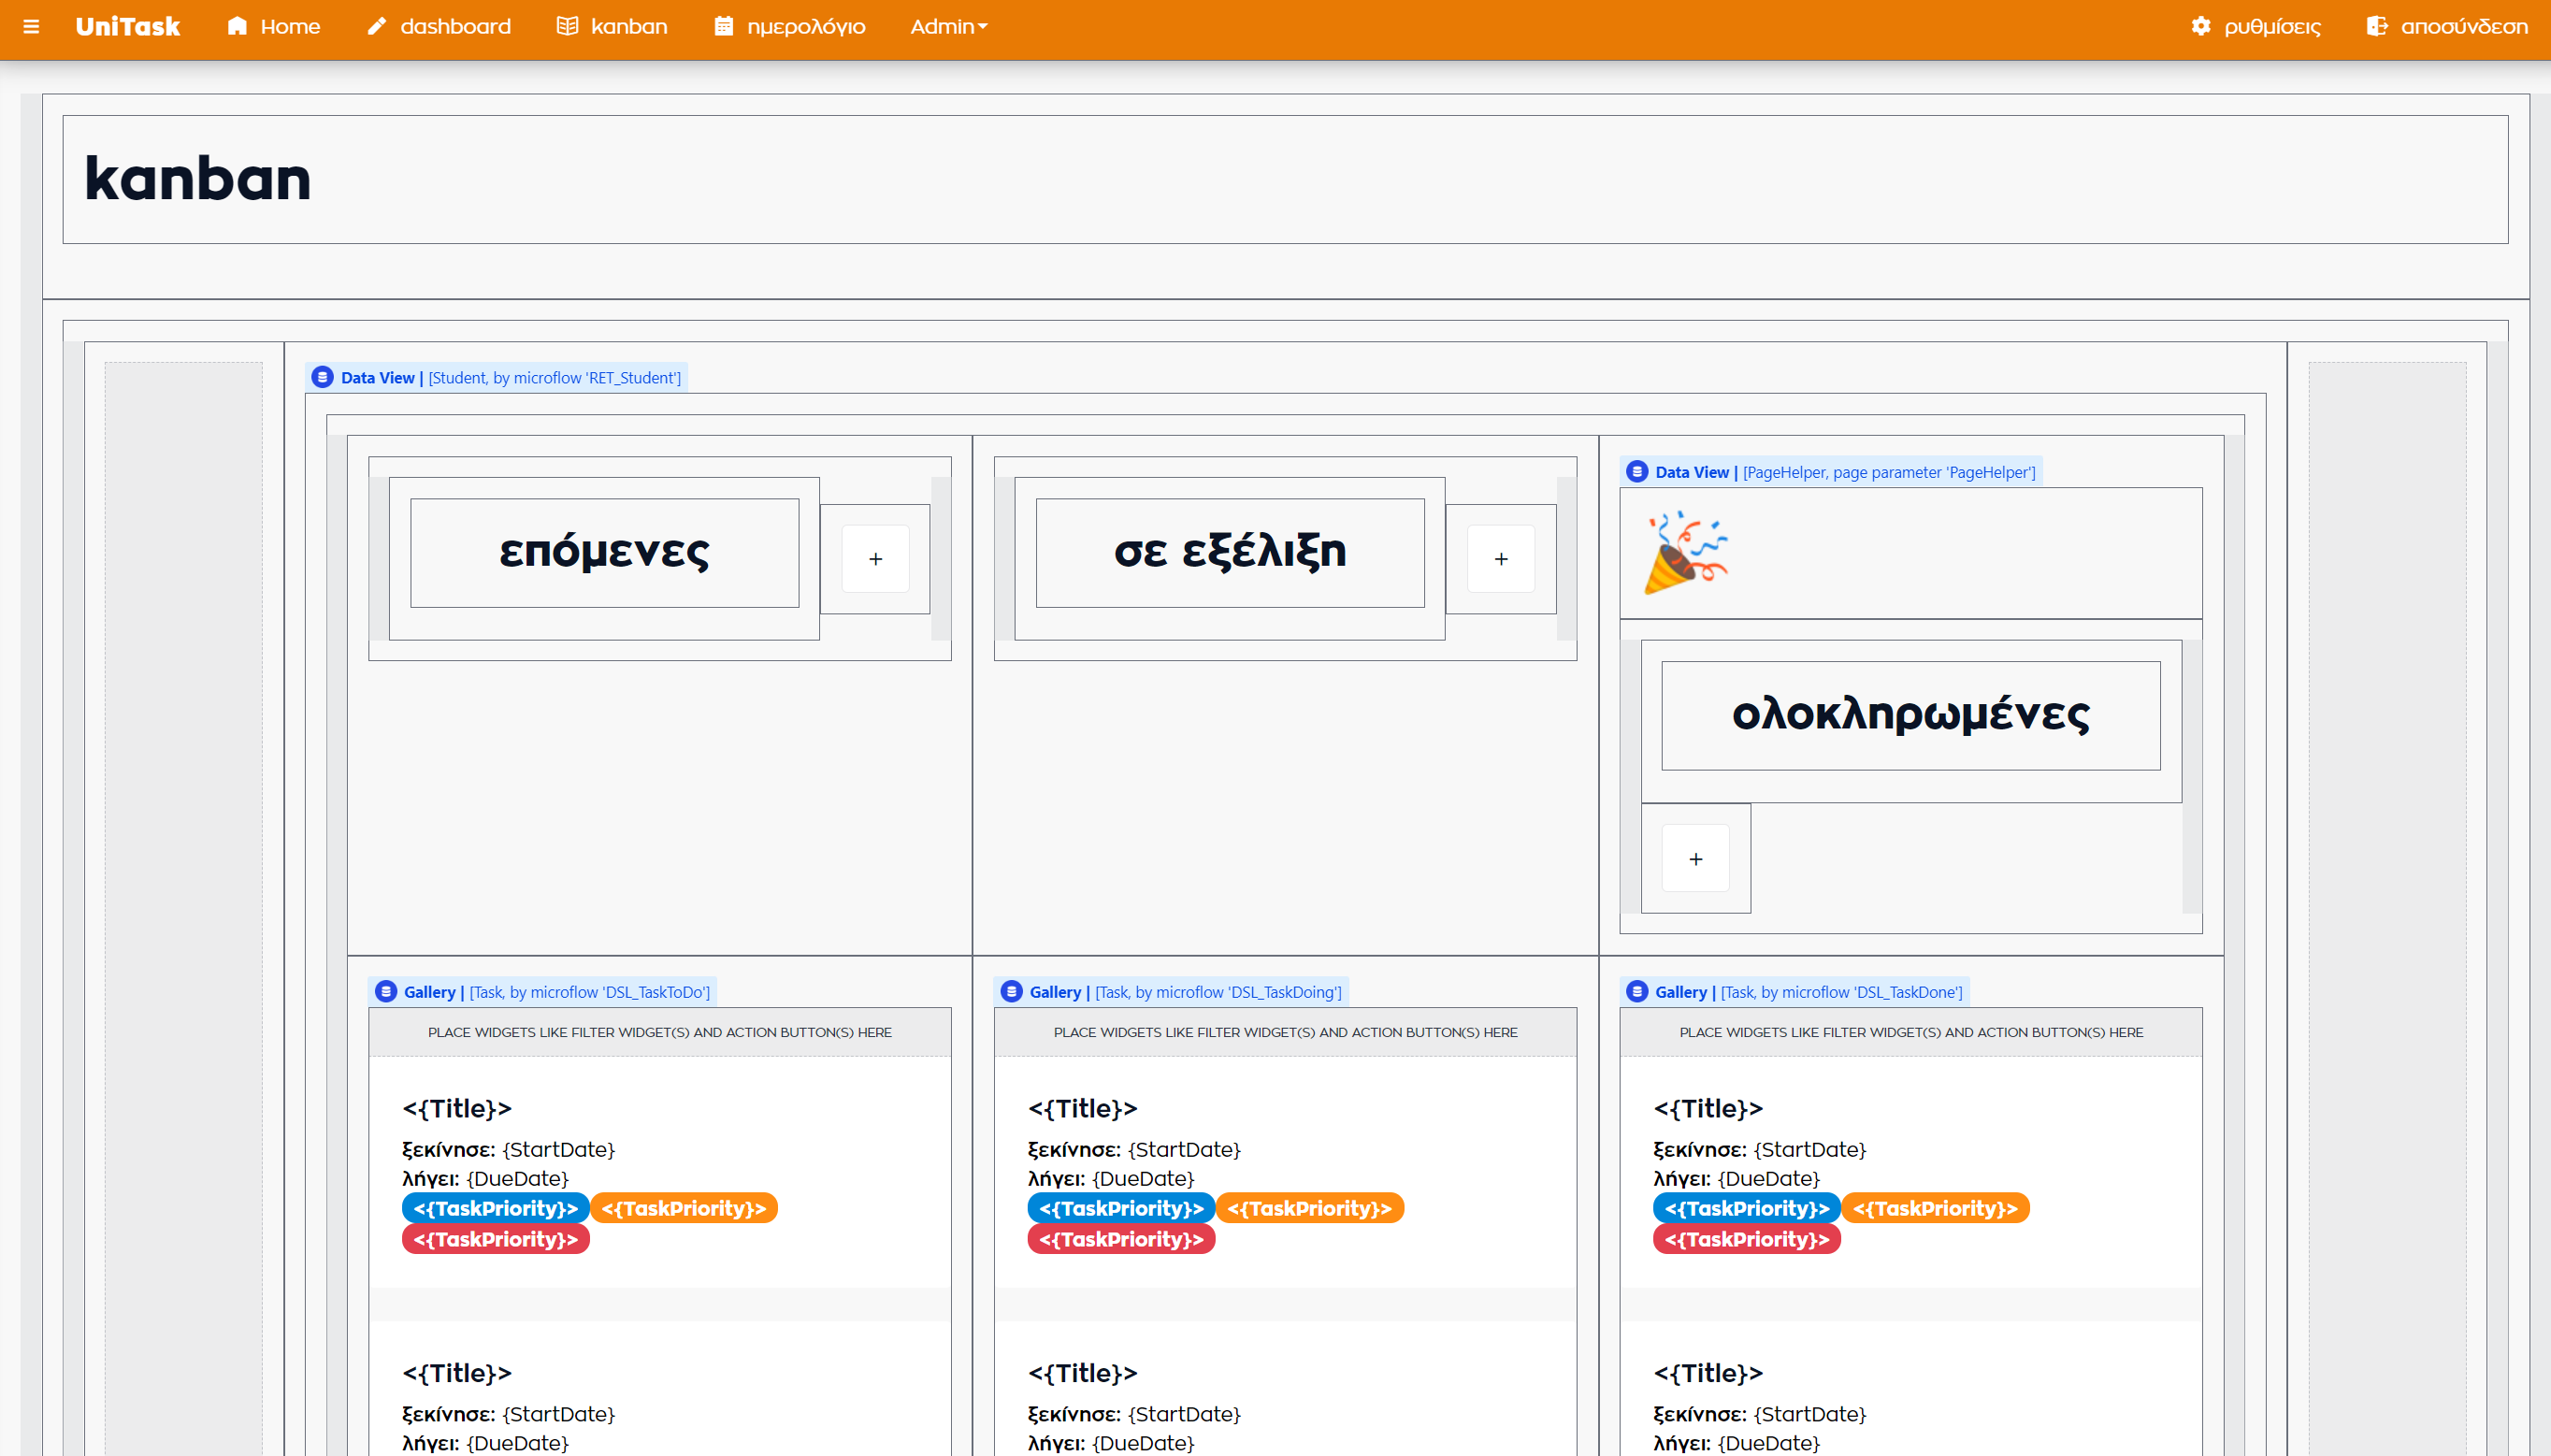 UniTask Home dashboard kanban ημερολόγιο Admin ρυθμίσεις αποσύνδεση
kanban
Data View | [Student, by microflow 'RET_Student']
επόμενες +
σε εξέλιξη +
Data View | [PageHelper, page parameter 'PageHelper']
ολοκληρωμένες
+
Gallery | [Task, by microflow 'DSL_TaskToDo']
PLACE WIDGETS LIKE FILTER WIDGET(S) AND ACTION BUTTON(S) HERE
<{Title}>
ξεκίνησε: {StartDate}
λήγει: {DueDate}
<{TaskPriority}> <{TaskPriority}>
<{TaskPriority}>
<{Title}>
ξεκίνησε: {StartDate}
λήγει: {DueDate}
Gallery | [Task, by microflow 'DSL_TaskDoing']
PLACE WIDGETS LIKE FILTER WIDGET(S) AND ACTION BUTTON(S) HERE
<{Title}>
ξεκίνησε: {StartDate}
λήγει: {DueDate}
<{TaskPriority}> <{TaskPriority}>
<{TaskPriority}>
<{Title}>
ξεκίνησε: {StartDate}
λήγει: {DueDate}
Gallery | [Task, by microflow 'DSL_TaskDone']
PLACE WIDGETS LIKE FILTER WIDGET(S) AND ACTION BUTTON(S) HERE
<{Title}>
ξεκίνησε: {StartDate}
λήγει: {DueDate}
<{TaskPriority}> <{TaskPriority}>
<{TaskPriority}>
<{Title}>
ξεκίνησε: {StartDate}
λήγει: {DueDate}